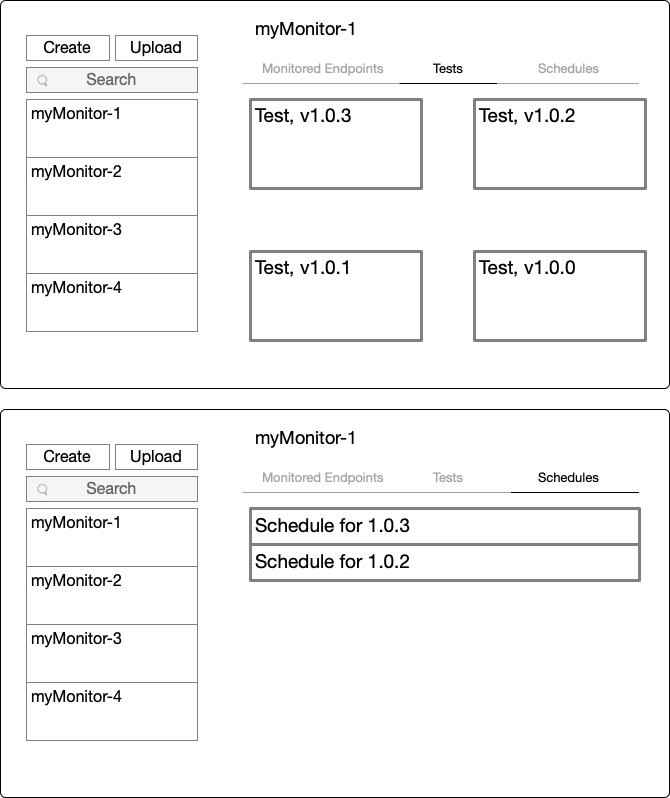 myMonitor-1
Create Upload
Search
Monitored Endpoints Tests Schedules
myMonitor-1
myMonitor-2
myMonitor-3
myMonitor-4
Test, v1.0.3 Test, v1.0.2
Test, v1.0.1 Test, v1.0.0
myMonitor-1
Create Upload
Search
Monitored Endpoints Tests Schedules
myMonitor-1
myMonitor-2
myMonitor-3
myMonitor-4
Schedule for 1.0.3
Schedule for 1.0.2